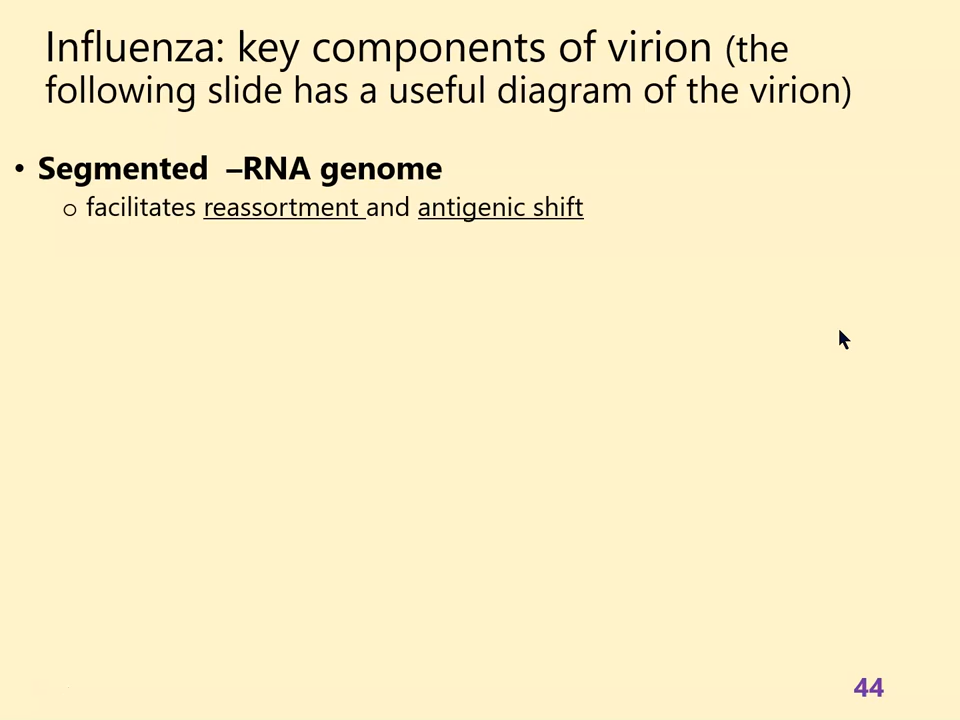 Influenza: key components of virion (the
following slide has a useful diagram of the virion)
• Segmented –RNA genome
o facilitates reassortment and antigenic shift
44